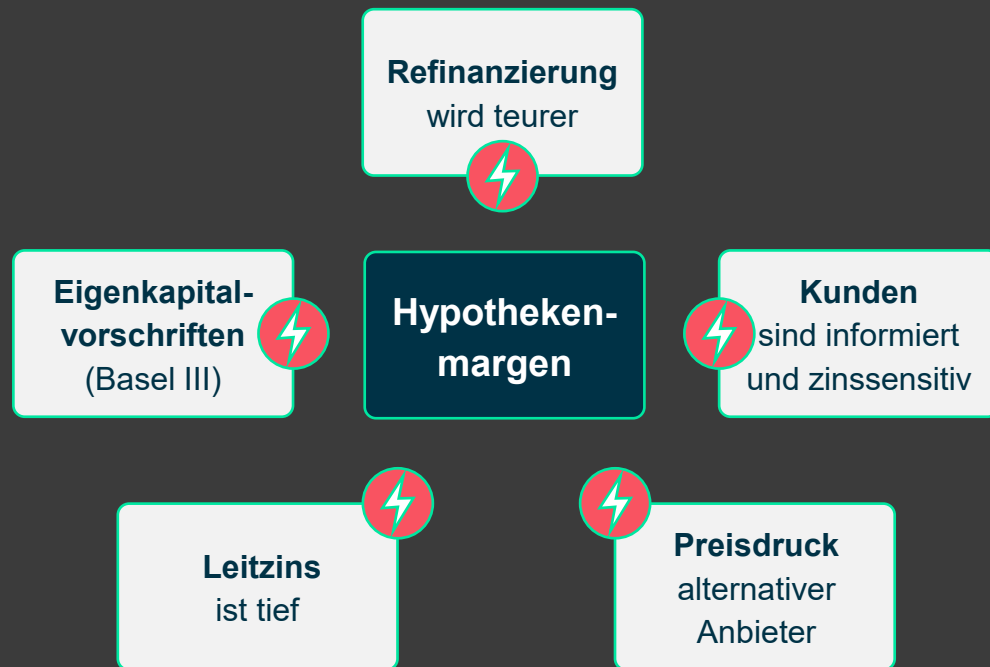 Refinanzierung
wird teurer
Eigenkapital-
vorschriften
(Basel III)
Hypotheken-
margen
Kunden
sind informiert
und zinssensitiv
Leitzins
ist tief
Preisdruck
alternativer
Anbieter